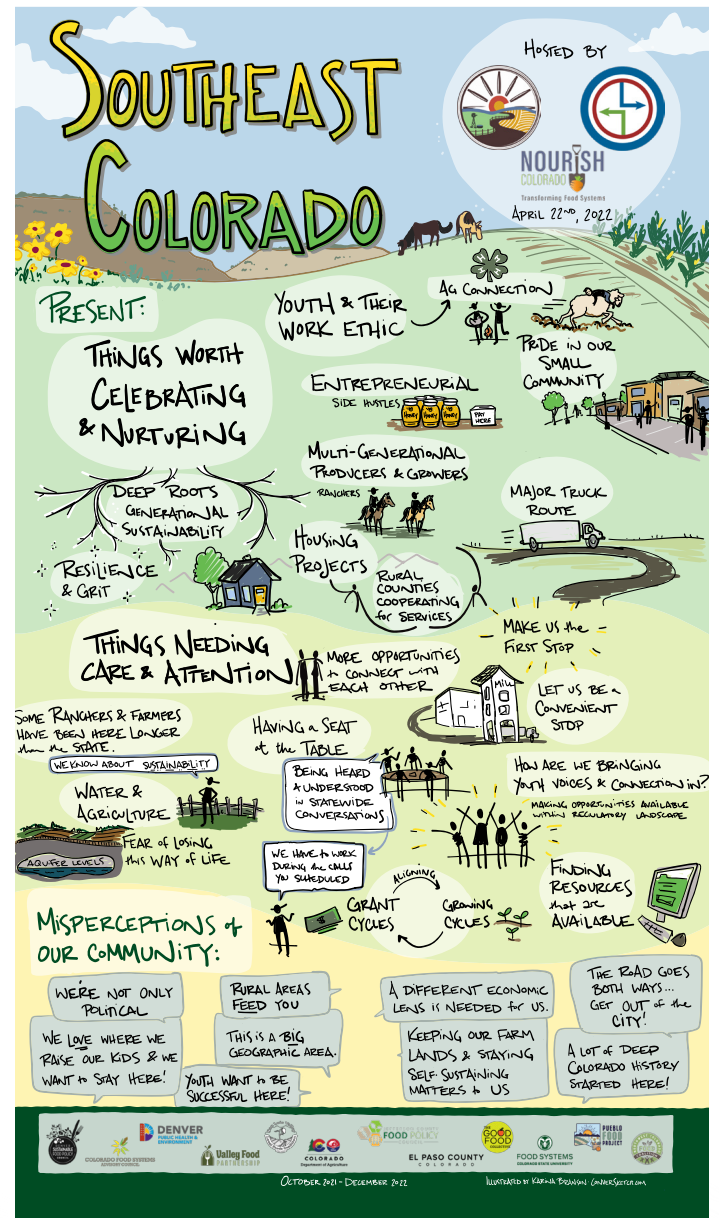 SOUTHEAST
COLORADO
HOSTED BY
NOURISH
COLORADO
Transforming Food Systems
APRIL 22ND, 2022
PRESENT:
THINGS WORTH
CELEBRATING
& NURTURING
YOUTH & THEIR
WORK ETHIC
AG CONNECTION
PRIDE IN OUR
SMALL
COMMUNITY
ENTREPRENEURIAL
SIDE HUSTLES
HONEY
HONEY
HONEY
PAY
HERE
MULTI-GENERATIONAL
PRODUCERS & GROWERS
RANCHERS
DEEP ROOTS
GENERATIONAL
SUSTAINABILITY
MAJOR TRUCK
ROUTE
RESILIENCE
& GRIT
HOUSING
PROJECTS
RURAL
COUNTIES
COOPERATING
for SERVICES
THINGS NEEDING
CARE & ATTENTION
MORE OPPORTUNITIES
to CONNECT WITH
EACH OTHER
MAKE US the
FIRST STOP
MILL
LET US BE a
CONVENIENT
STOP
SOME RANCHERS & FARMERS
HAVE BEEN HERE LONGER
than the STATE.
WE KNOW ABOUT SUSTAINABILITY
HAVING a SEAT
at the TABLE
BEING HEARD
& UNDERSTOOD
in STATEWIDE
CONVERSATIONS
HOW ARE WE BRINGING
YOUTH VOICES & CONNECTION in?
MAKING OPPORTUNITIES AVAILABLE
WITHIN REGULATORY LANDSCAPE
WATER &
AGRICULTURE
FEAR of LOSING
this WAY of LIFE
AQUIFER LEVELS
WE HAVE to WORK
DURING the CALLS
YOU SCHEDULED
ALIGNING
GRANT
CYCLES
GROWING
CYCLES
FINDING
RESOURCES
that are
AVAILABLE
MISPERCEPTIONS of
OUR COMMUNITY:
WE'RE NOT ONLY
POLITICAL
WE LOVE WHERE WE
RAISE OUR KIDS & WE
WANT to STAY HERE!
RURAL AREAS
FEED YOU
THIS IS A BIG
GEOGRAPHIC AREA.
YOUTH WANT to BE
SUCCESSFUL HERE!
A DIFFERENT ECONOMIC
LENS IS NEEDED for US.
KEEPING OUR FARM
LANDS & STAYING
SELF-SUSTAINING
MATTERS to US
THE ROAD GOES
BOTH WAYS...
GET OUT of the
CITY!
A LOT of DEEP
COLORADO HISTORY
STARTED HERE!
COLORADO FOOD SYSTEMS
ADVISORY COUNCIL
DENVER
PUBLIC HEALTH &
ENVIRONMENT
Valley Food
PARTNERSHIP
COLORADO
Department of Agriculture
FOOD POLICY
EL PASO COUNTY
COLORADO
THE
GOOD
FOOD
COLLECTIVE
FOOD SYSTEMS
COLORADO STATE UNIVERSITY
PUEBLO
FOOD
PROJECT
OCTOBER 2021 - DECEMBER 2022
ILLUSTRATED BY KARINA BRANSON · CONVERSKETCH.COM